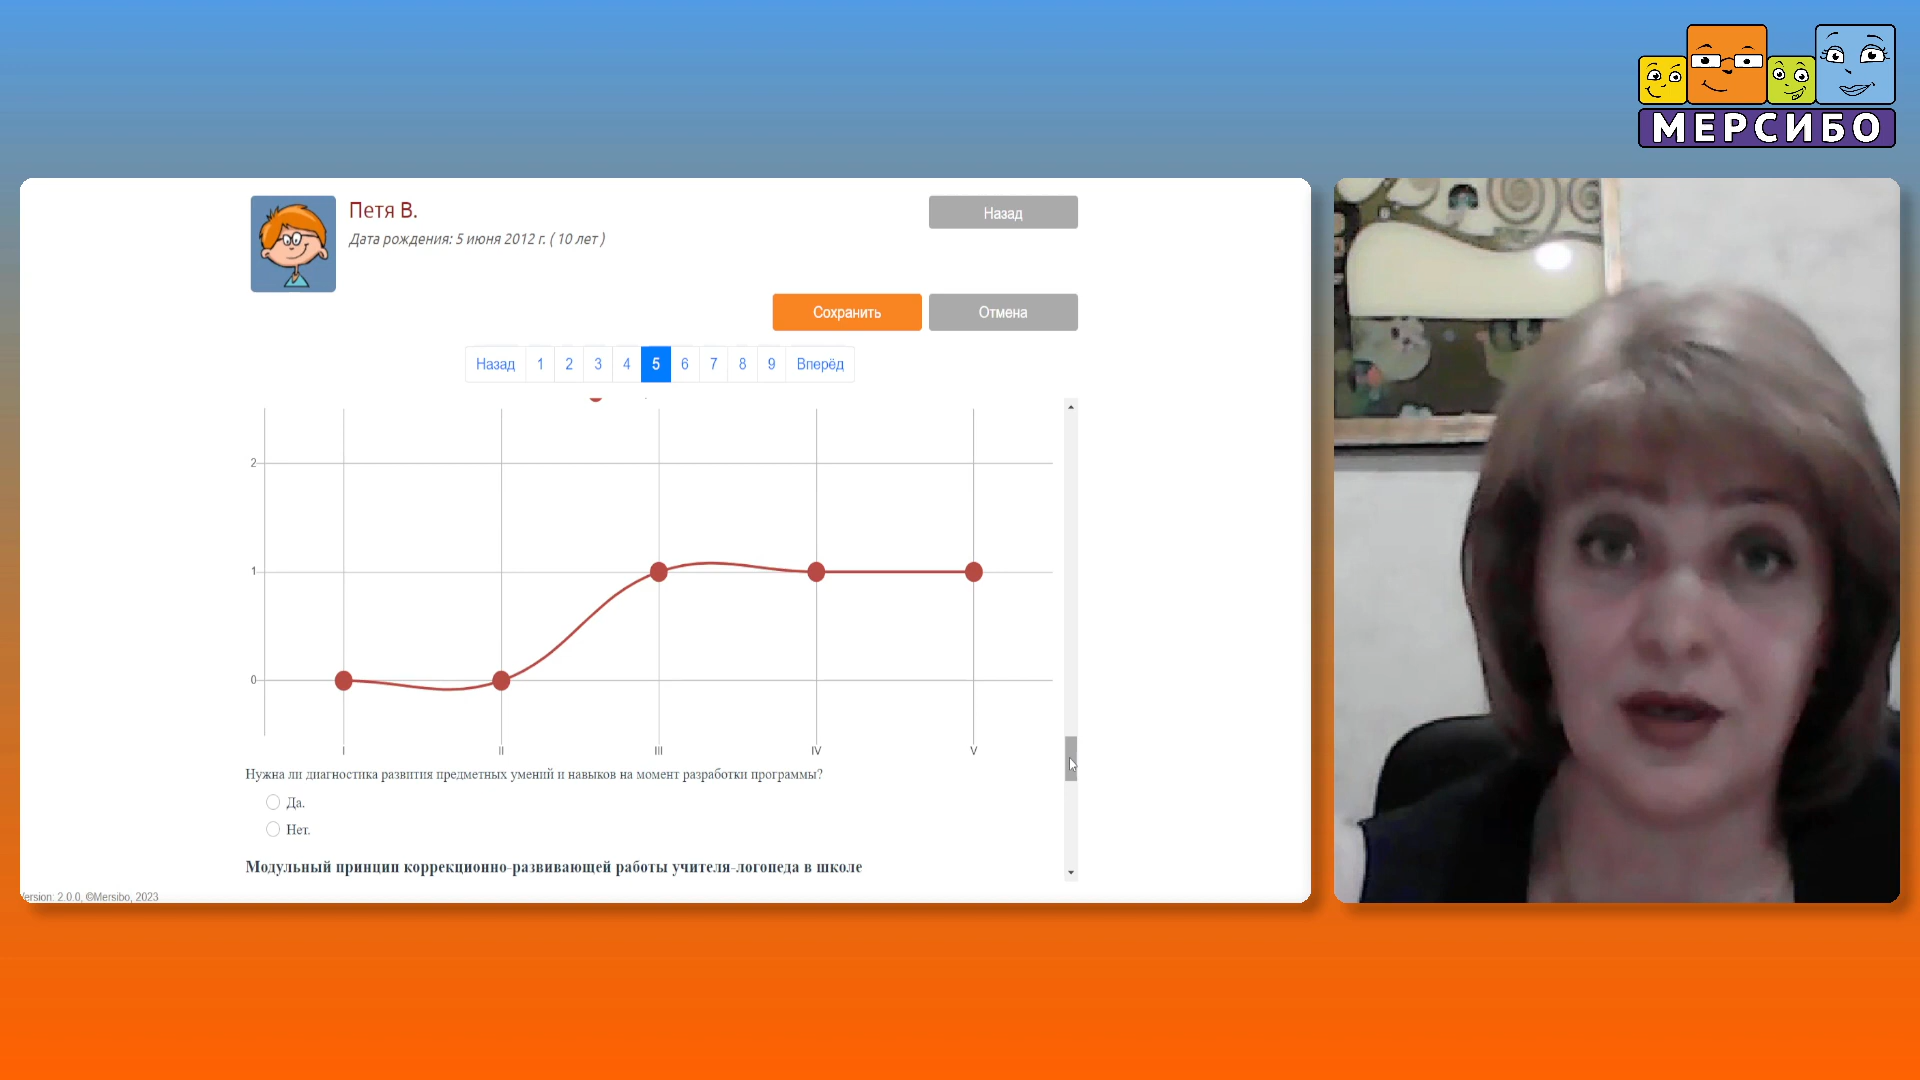 МЕРСИБО
Петя В.
Дата рождения: 5 июня 2012 г. ( 10 лет )
Назад
Сохранить
Отмена
Назад 1 2 3 4 5 6 7 8 9 Вперёд
2
1
0
I II III IV V
Нужна ли диагностика развития предметных умений и навыков на момент разработки программы?
Да.
Нет.
Модульный принцип коррекционно-развивающей работы учителя-логопеда в школе
ersion: 2.0.0, ©Mersibo, 2023